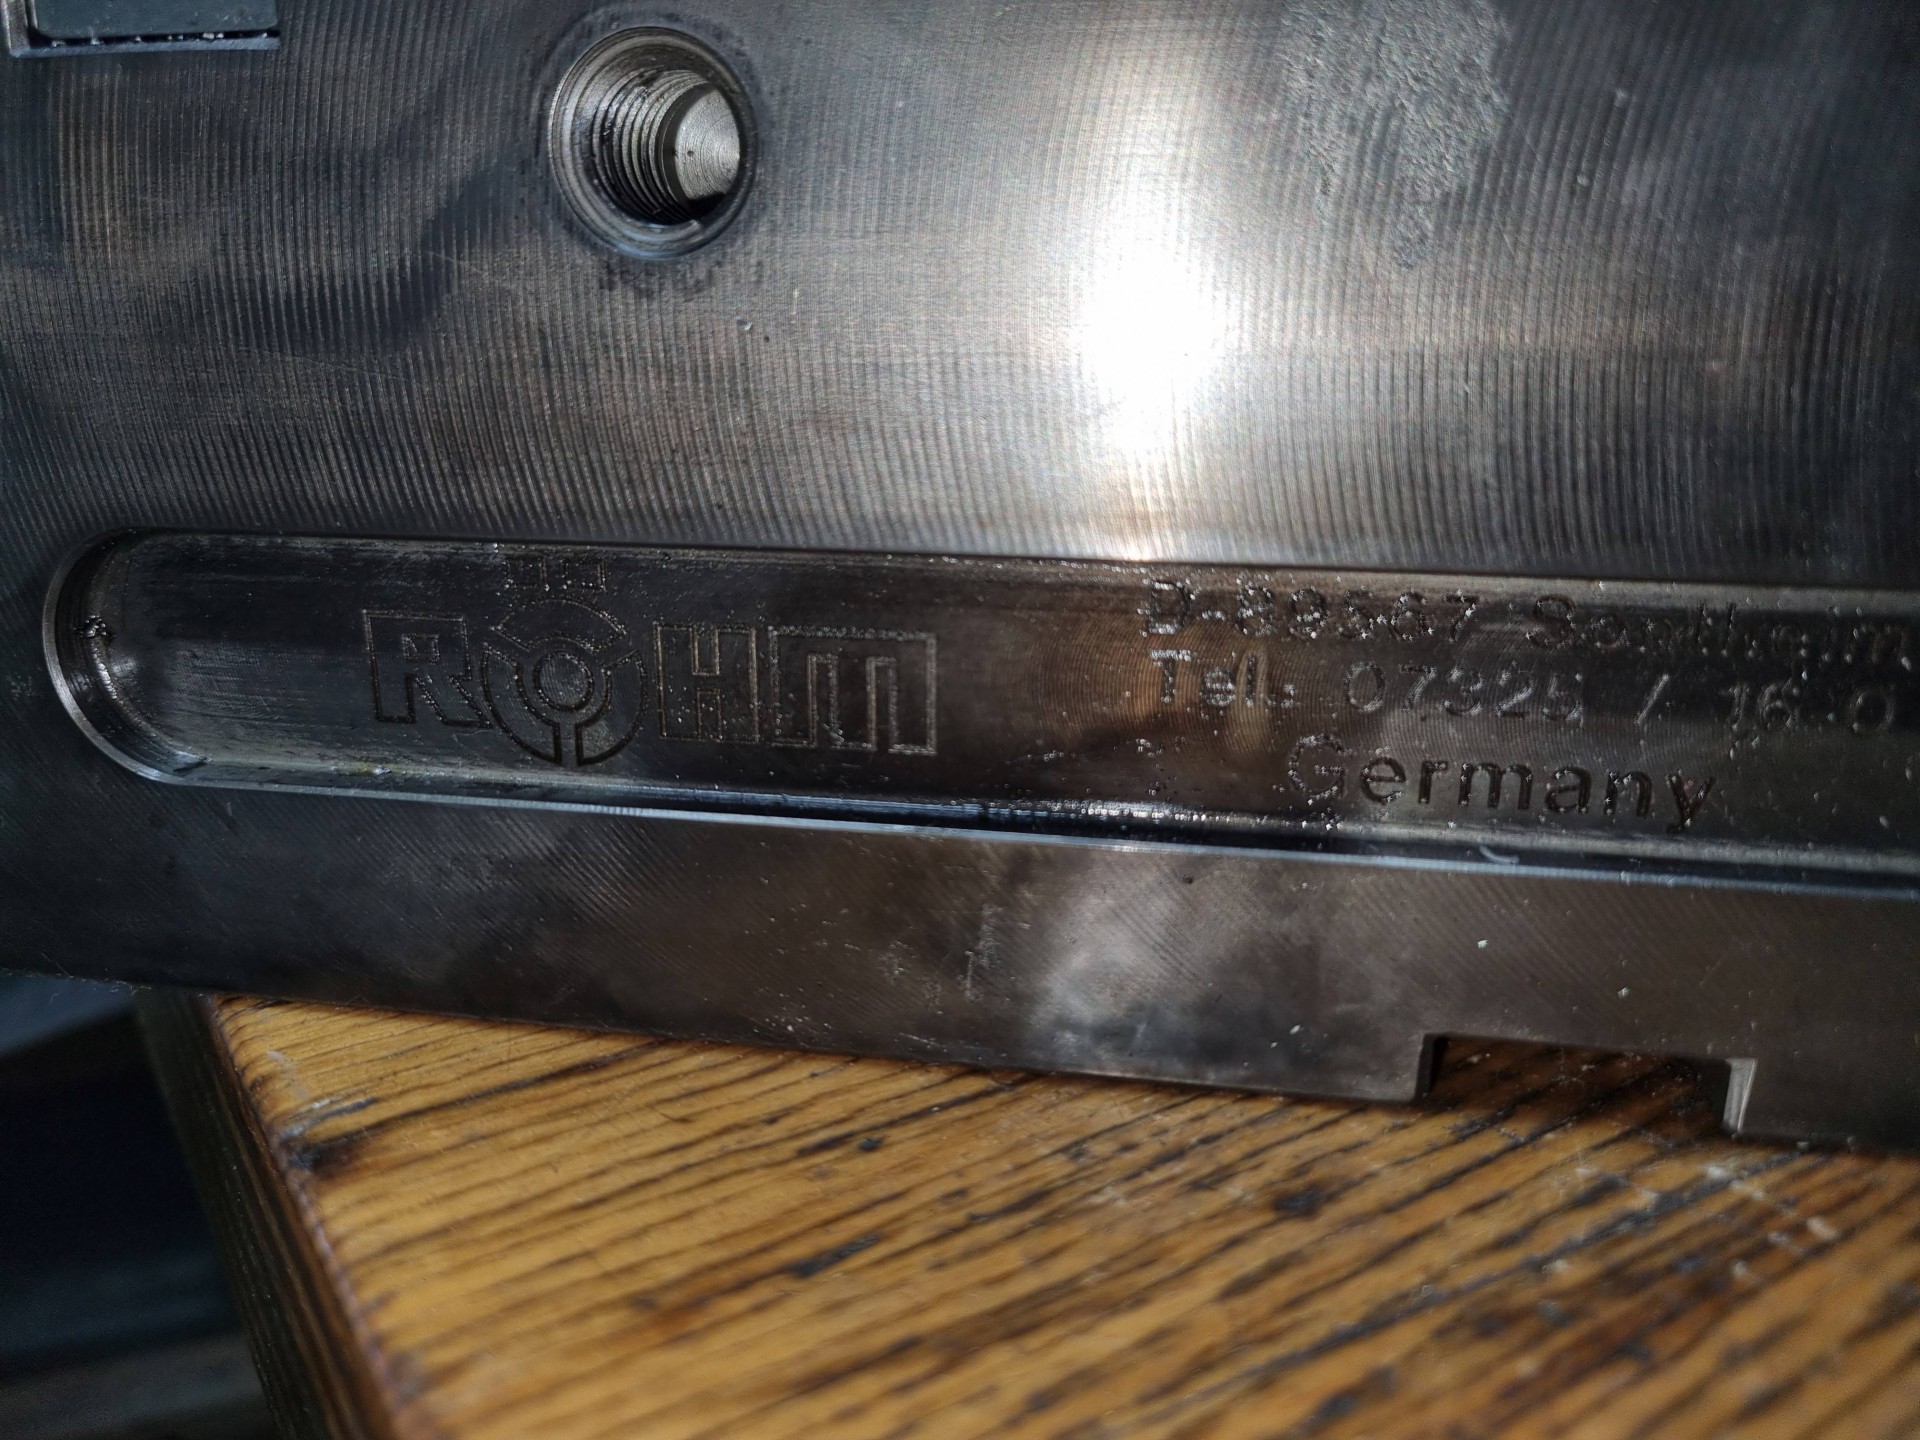 RÖHM
D-89567 Sontheim
Tel. 07325 / 16-0
Germany